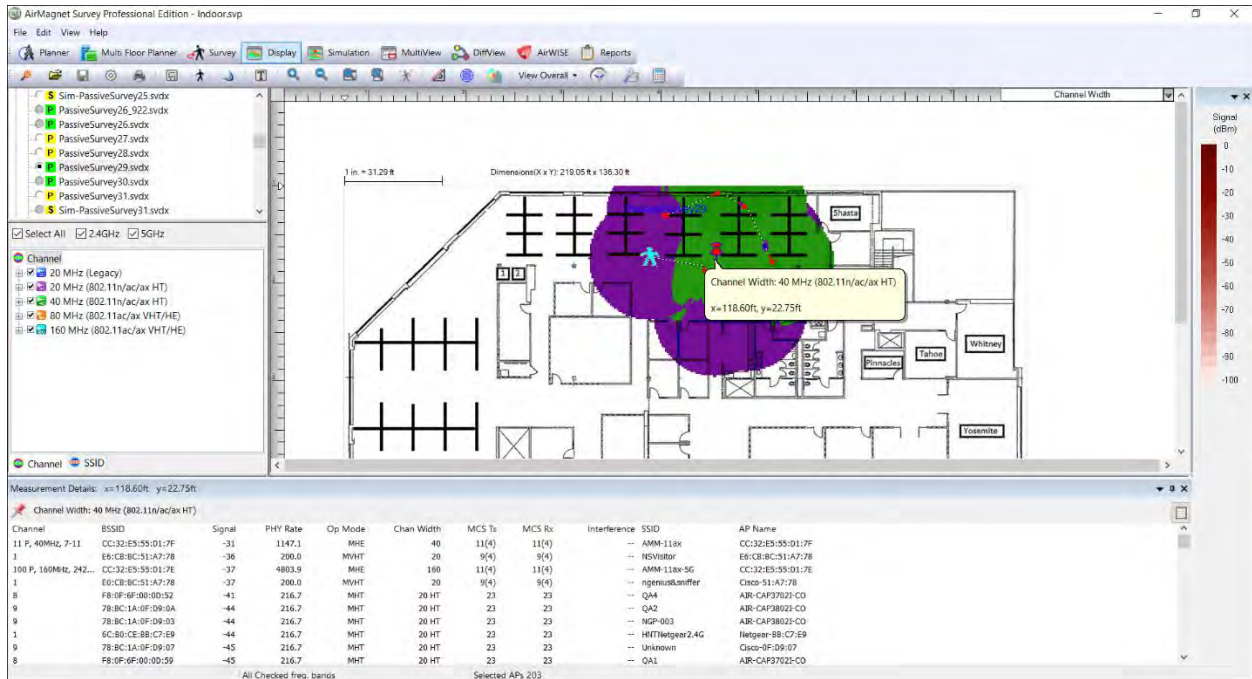 AirMagnet Survey Professional Edition - Indoor.svp
File Edit View Help
Planner Multi Floor Planner Survey Display Simulation MultiView DiffView AirWISE Reports
View Overall
S Sim-PassiveSurvey25.svdx
P PassiveSurvey26_922.svdx
P PassiveSurvey26.svdx
P PassiveSurvey27.svdx
P PassiveSurvey28.svdx
P PassiveSurvey29.svdx
P PassiveSurvey30.svdx
P PassiveSurvey31.svdx
S Sim-PassiveSurvey31.svdx
Select All 2.4GHz 5GHz
Channel
20 MHz (Legacy)
20 MHz (802.11n/ac/ax HT)
40 MHz (802.11n/ac/ax HT)
80 MHz (802.11ac/ax VHT/HE)
160 MHz (802.11ac/ax VHT/HE)
Channel SSID
Channel Width
1 in. = 31.29 ft Dimensions(X x Y): 219.05 ft x 136.30 ft
PassiveSurvey29
Shasta
1 2
Channel Width: 40 MHz (802.11n/ac/ax HT)
x=118.60ft, y=22.75ft
Whitney
Tahoe
Pinnacles
Yosemite
Signal
(dBm)
0
-10
-20
-30
-40
-50
-60
-70
-80
-90
-100
Measurement Details: x=118.60ft y=22.75ft
Channel Width: 40 MHz (802.11n/ac/ax HT)
Channel BSSID Signal PHY Rate Op Mode Chan Width MCS Tx MCS Rx Interference SSID AP Name
11 P, 40MHz, 7-11 CC:32:E5:55:D1:7F -31 1147.1 MHE 40 11(4) 11(4) -- AMM-11ax CC:32:E5:55:D1:7F
1 E6:CB:BC:51:A7:78 -36 200.0 MVHT 20 9(4) 9(4) -- NSVisitor E6:CB:BC:51:A7:78
100 P, 160MHz, 242... CC:32:E5:55:D1:7E -37 4803.9 MHE 160 11(4) 11(4) -- AMM-11ax-5G CC:32:E5:55:D1:7E
1 E0:CB:BC:51:A7:78 -37 200.0 MVHT 20 9(4) 9(4) -- ngenius&sniffer Cisco-51:A7:78
8 F8:0F:6F:00:0D:52 -41 216.7 MHT 20 HT 23 23 -- QA4 AIR-CAP3702I-CO
9 78:BC:1A:0F:D9:0A -44 216.7 MHT 20 HT 23 23 -- QA2 AIR-CAP3802I-CO
9 78:BC:1A:0F:D9:03 -44 216.7 MHT 20 HT 23 23 -- NGP-003 AIR-CAP3802I-CO
1 6C:B0:CE:BB:C7:E9 -44 216.7 MHT 20 HT 23 23 -- HNTNetgear2.4G Netgear-BB:C7:E9
9 78:BC:1A:0F:D9:07 -45 216.7 MHT 20 HT 23 23 -- Unknown Cisco-0F:D9:07
8 F8:0F:6F:00:0D:59 -45 216.7 MHT 20 HT 23 23 -- QA1 AIR-CAP3702I-CO
All Checked freq. bands Selected APs 203